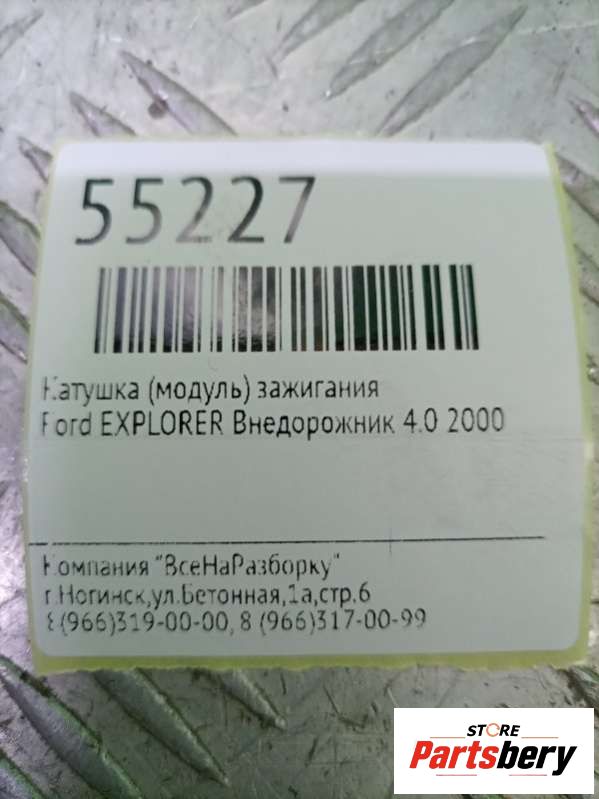 55227
Катушка (модуль) зажигания
Ford EXPLORER Внедорожник 4.0 2000
Компания "ВсеНаРазборку"
г.Ногинск,ул.Бетонная,1а,стр.6
8(966)319-00-00, 8 (966)317-00-99
STORE
Partsbery